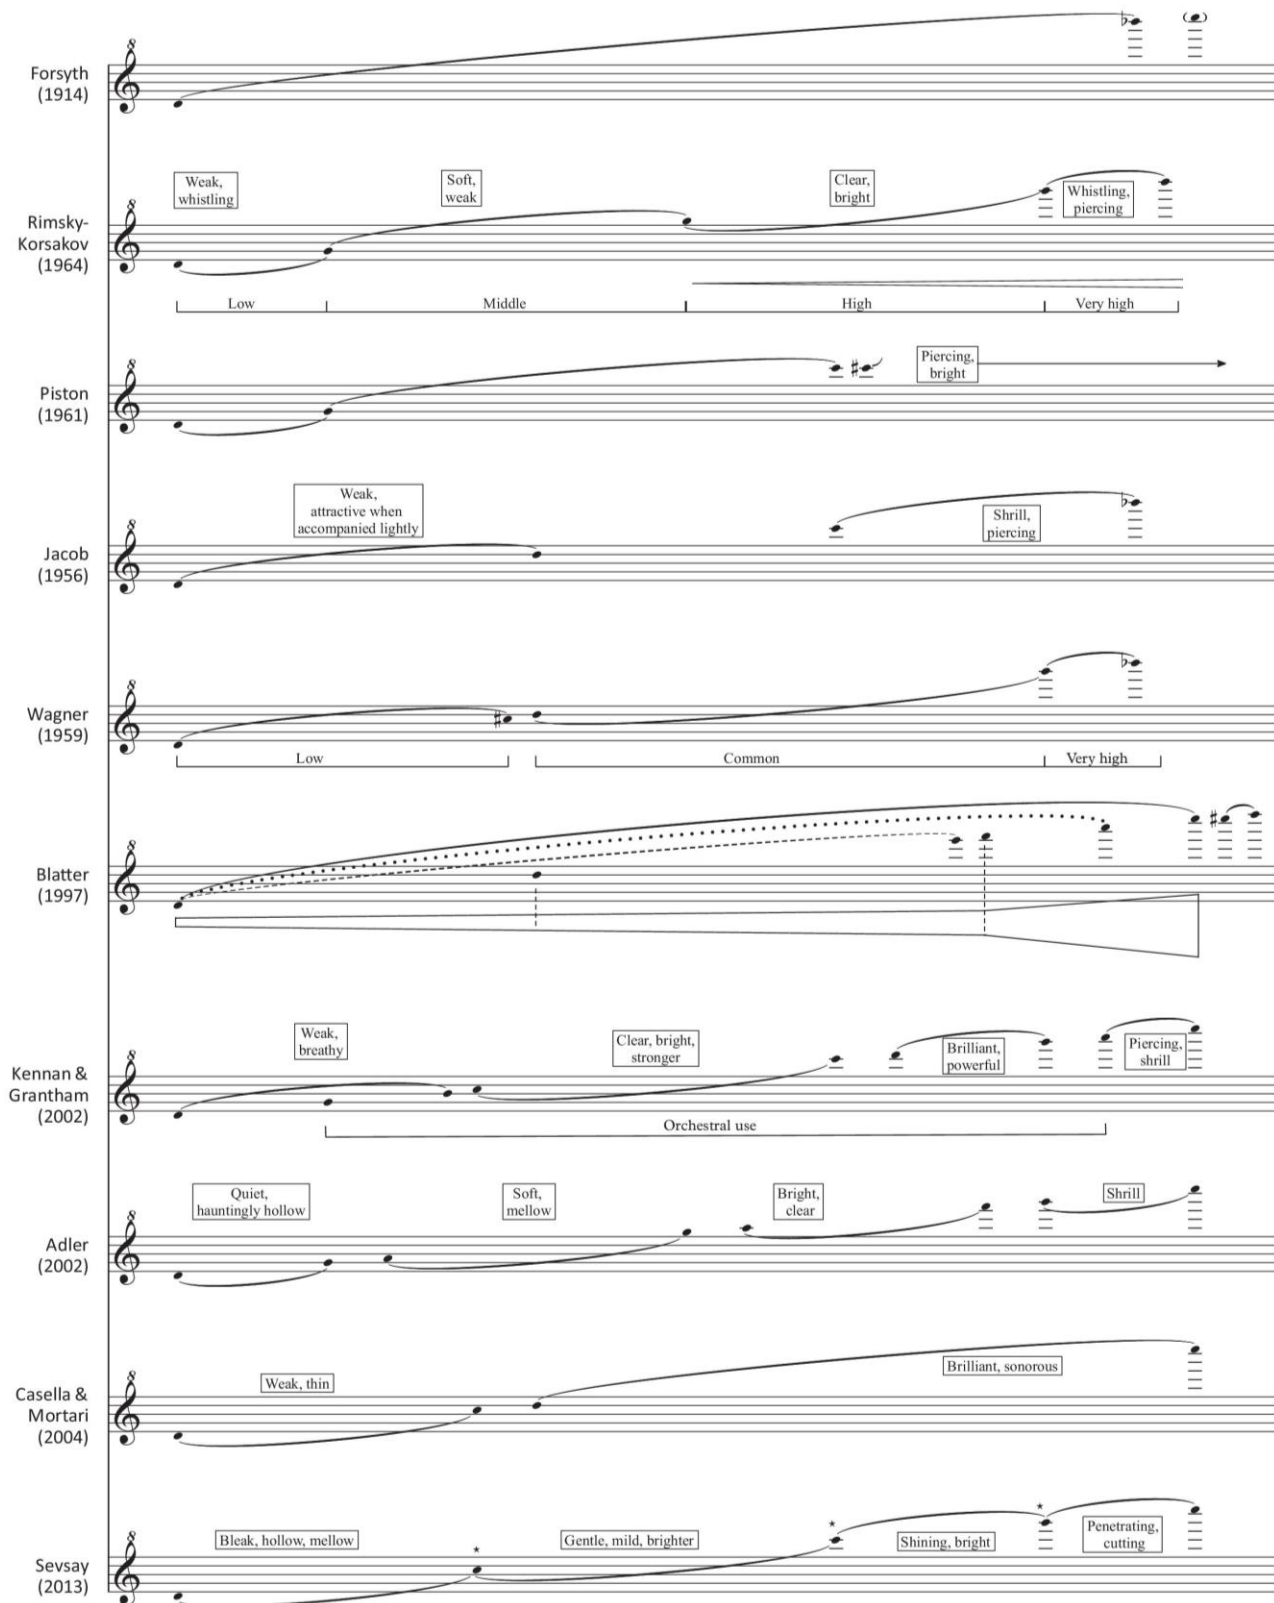 Forsyth
(1914)
Weak,
whistling
Soft,
weak
Clear,
bright
Whistling,
piercing
Rimsky-
Korsakov
(1964)
Low
Middle
High
Very high
Piston
(1961)
Piercing,
bright
Weak,
attractive when
accompanied lightly
Shrill,
piercing
Jacob
(1956)
Wagner
(1959)
Low
Common
Very high
Blatter
(1997)
Weak,
breathy
Clear, bright,
stronger
Brilliant,
powerful
Piercing,
shrill
Kennan &
Grantham
(2002)
Orchestral use
Quiet,
hauntingly hollow
Soft,
mellow
Bright,
clear
Shrill
Adler
(2002)
Weak, thin
Brilliant, sonorous
Casella &
Mortari
(2004)
Bleak, hollow, mellow
*
Gentle, mild, brighter
*
Shining, bright
*
Penetrating,
cutting
Sevsay
(2013)